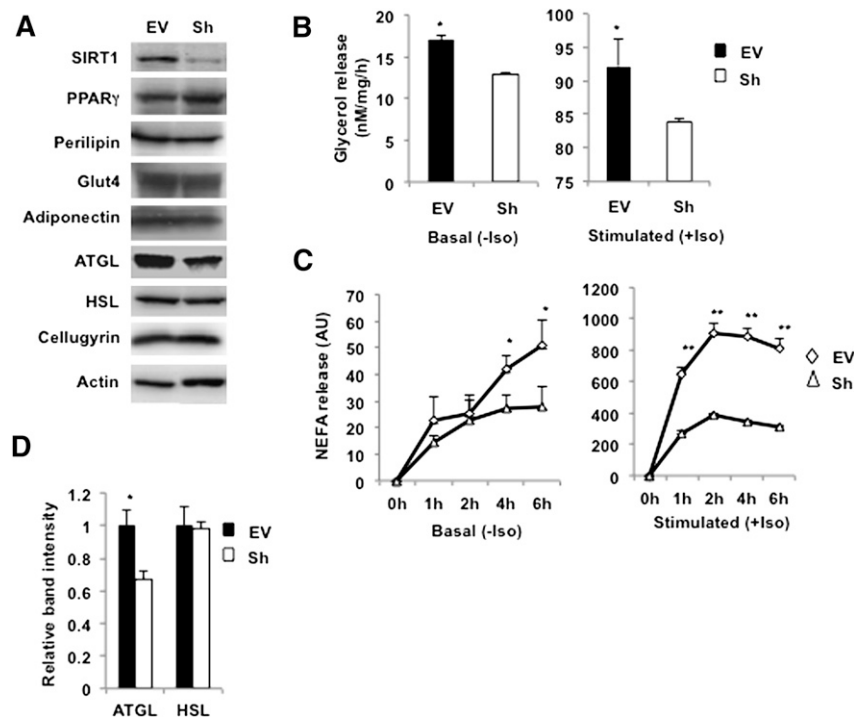 A
EV Sh
SIRT1
PPARγ
Perilipin
Glut4
Adiponectin
ATGL
HSL
Cellugyrin
Actin
B
Glycerol release
(nM/mg/h)
20
15
10
5
0
*
EV Sh
Basal (-Iso)
100
95
90
85
80
75
*
EV Sh
Stimulated (+Iso)
EV
Sh
C
NEFA release (AU)
70
60
50
40
30
20
10
0
* *
0h 1h 2h 4h 6h
Basal (-Iso)
1200
1000
800
600
400
200
0
** ** ** **
0h 1h 2h 4h 6h
Stimulated (+Iso)
EV
Sh
D
Relative band intensity
1.2
1
0.8
0.6
0.4
0.2
0
*
ATGL HSL
EV
Sh